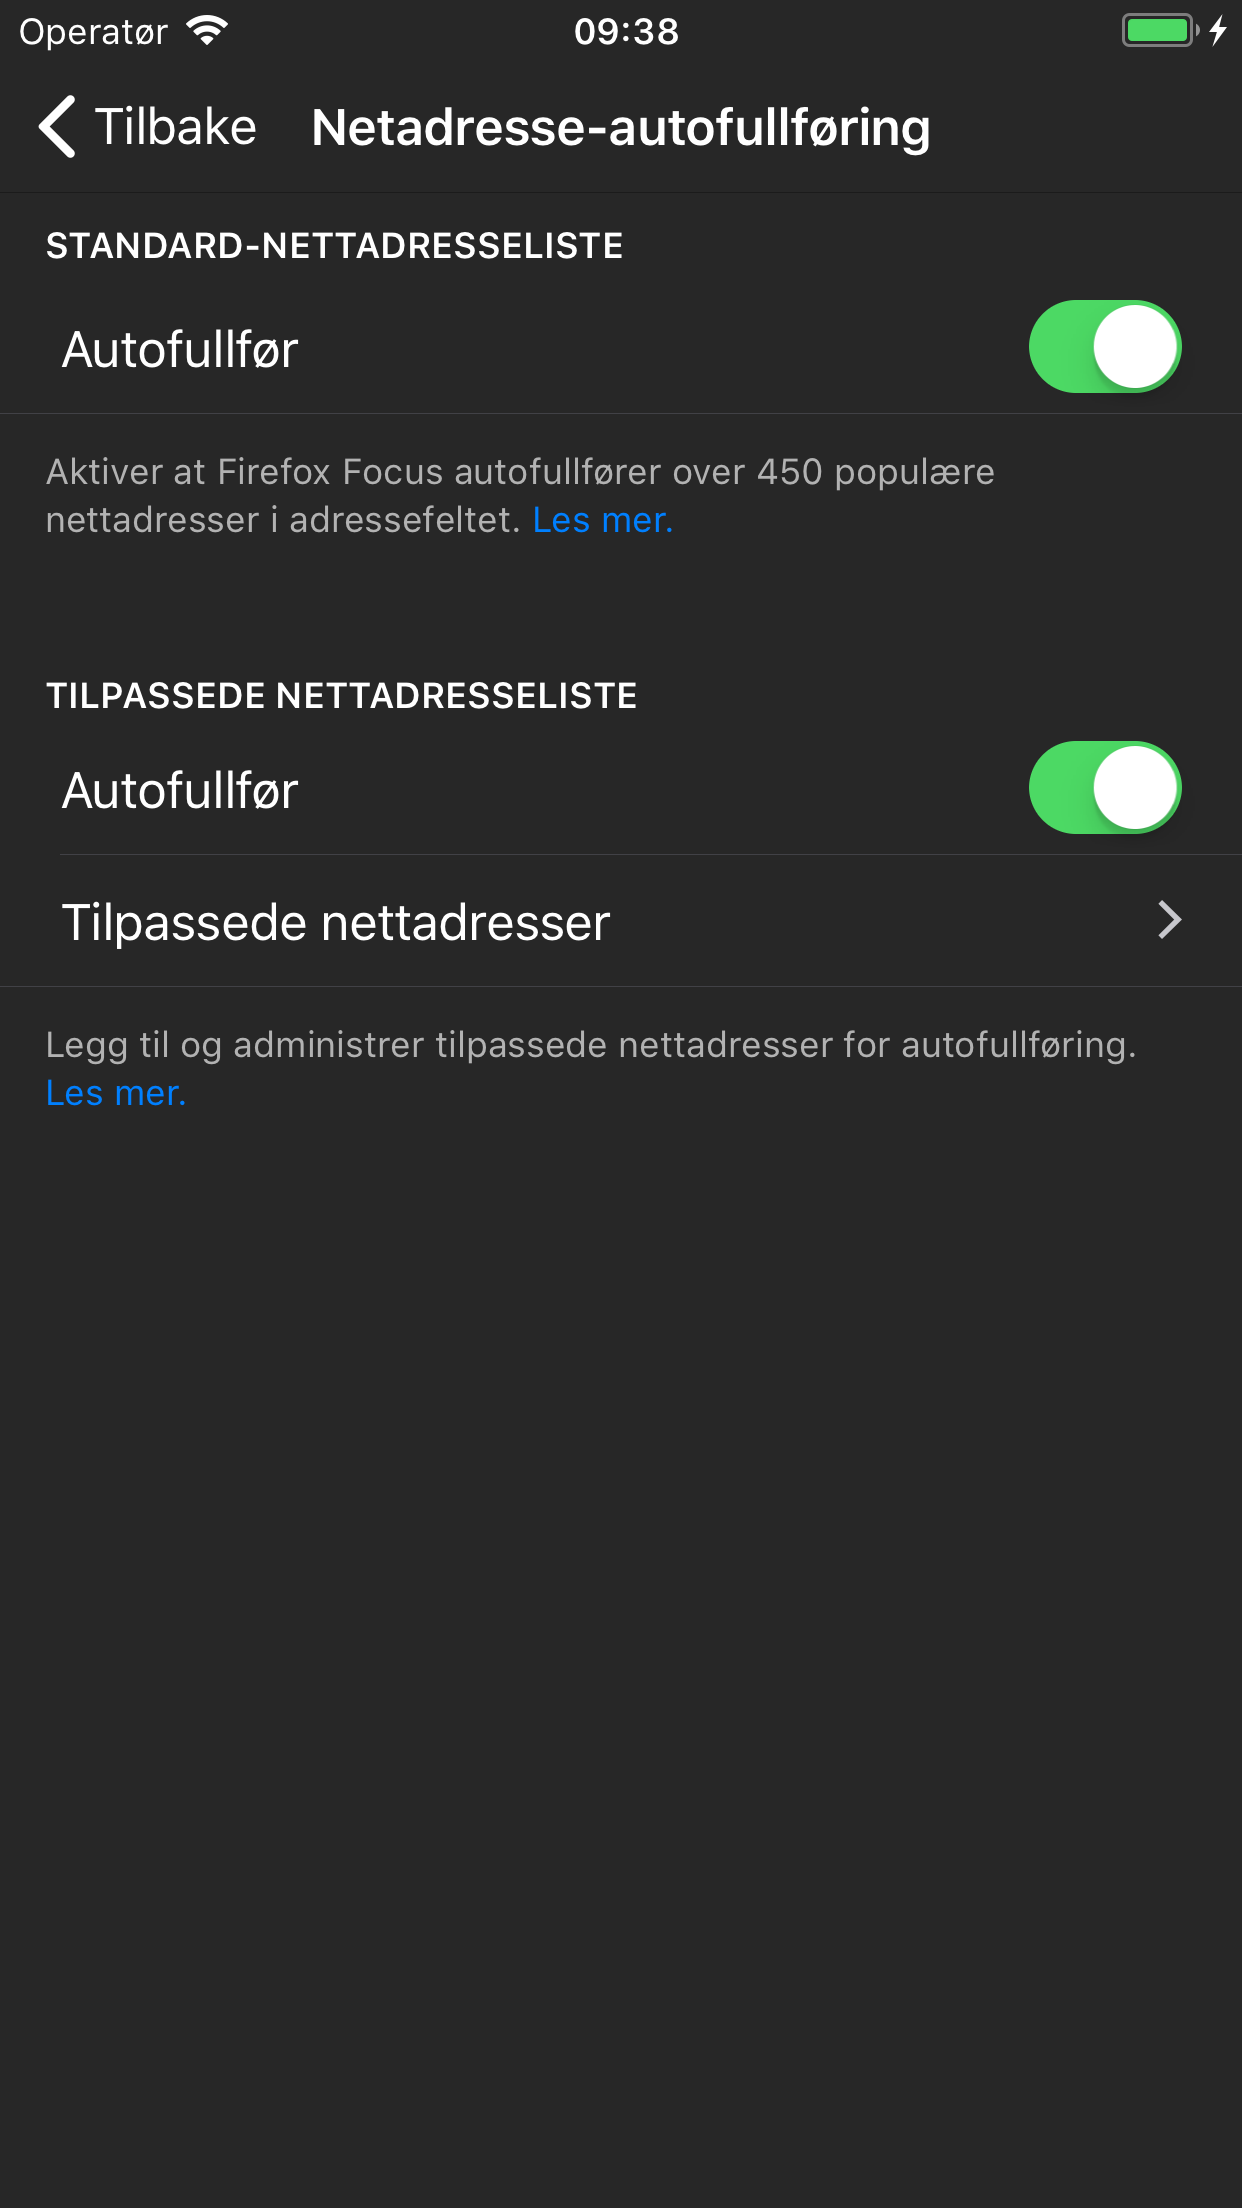 Operatør
09:38
Tilbake
Netadresse-autofullføring
STANDARD-NETTADRESSELISTE
Autofullfør
Aktiver at Firefox Focus autofullfører over 450 populære
nettadresser i adressefeltet. Les mer.
TILPASSEDE NETTADRESSELISTE
Autofullfør
Tilpassede nettadresser
Legg til og administrer tilpassede nettadresser for autofullføring.
Les mer.